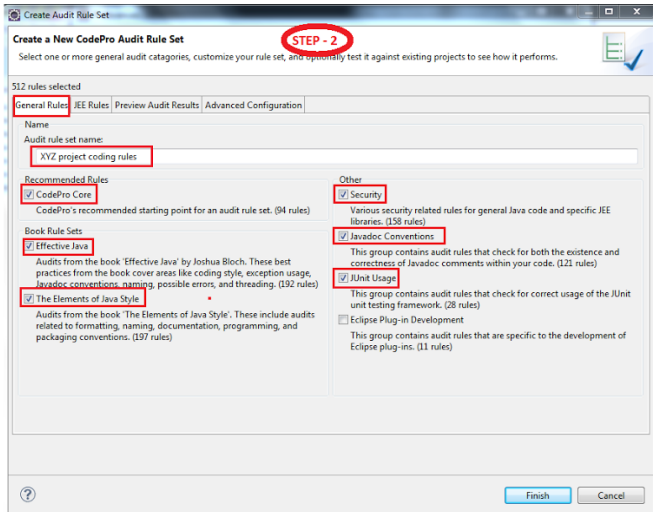 Create Audit Rule Set
Create a New CodePro Audit Rule Set
STEP - 2
Select one or more general audit catagories, customize your rule set, and optionally test it against existing projects to see how it performs.
512 rules selected
General Rules JEE Rules Preview Audit Results Advanced Configuration
Name
Audit rule set name:
XYZ project coding rules
Recommended Rules
CodePro Core
CodePro's recommended starting point for an audit rule set. (94 rules)
Book Rule Sets
Effective Java
Audits from the book 'Effective Java' by Joshua Bloch. These best
practices from the book cover areas like coding style, exception usage,
Javadoc conventions, naming, possible errors, and threading. (192 rules)
The Elements of Java Style
Audits from the book 'The Elements of Java Style'. These include audits
related to formatting, naming, documentation, programming, and
packaging conventions. (197 rules)
Other
Security
Various security related rules for general Java code and specific JEE
libraries. (158 rules)
Javadoc Conventions
This group contains audit rules that check for both the existence and
correctness of Javadoc comments within your code. (121 rules)
JUnit Usage
This group contains audit rules that check for correct usage of the JUnit
unit testing framework. (28 rules)
Eclipse Plug-in Development
This group contains audit rules that are specific to the development of
Eclipse plug-ins. (11 rules)
?
Finish
Cancel